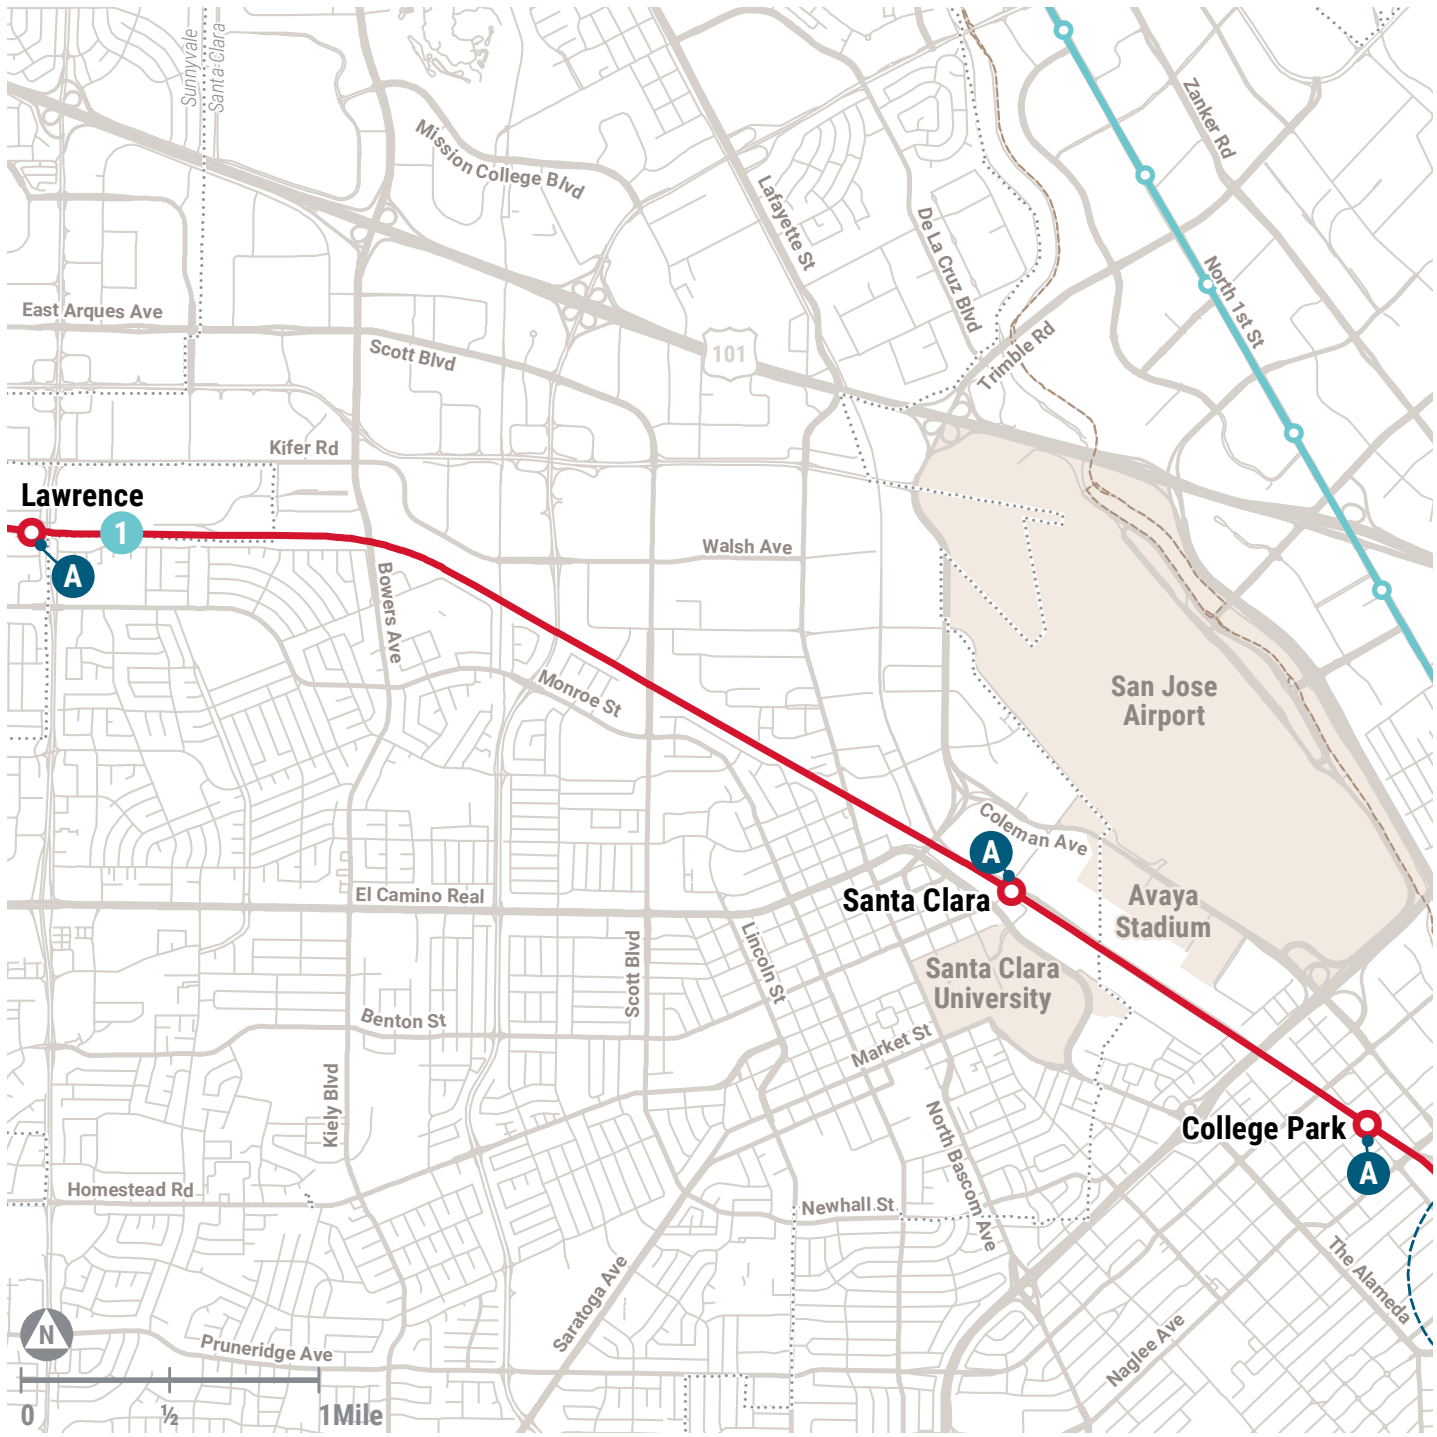 Sunnyvale
Santa Clara
Mission College Blvd
Lafayette St
De La Cruz Blvd
Zanker Rd
North 1st St
East Arques Ave
Scott Blvd
101
Trimble Rd
Kifer Rd
Lawrence
1
A
Walsh Ave
Bowers Ave
Monroe St
San Jose
Airport
Coleman Ave
A
Santa Clara
El Camino Real
Avaya
Stadium
Scott Blvd
Lincoln St
Santa Clara
University
Benton St
Market St
Kiely Blvd
North Bascom Ave
College Park
A
Homestead Rd
Newhall St
Saratoga Ave
The Alameda
Naglee Ave
N
Pruneridge Ave
0
½
1Mile